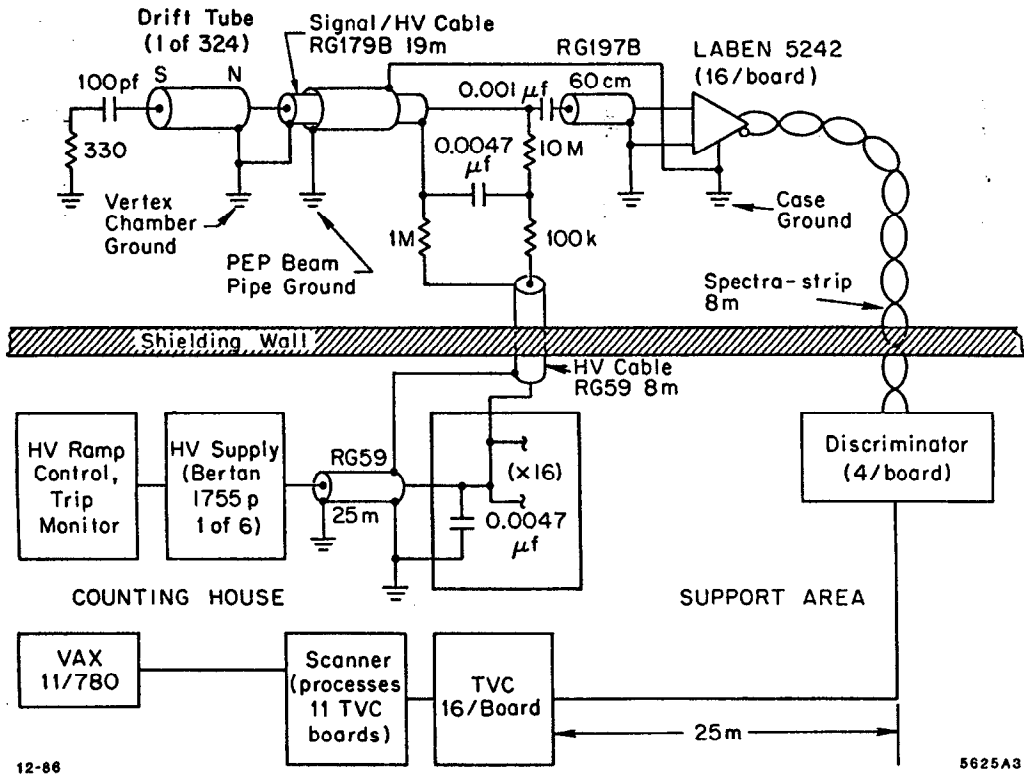 Drift Tube
(1 of 324)
Signal/HV Cable
RG179B 19m
RG197B
LABEN 5242
(16/board)
100pf
S
N
60cm
0.001 μf
330
0.0047
μf
10M
Vertex
Chamber
Ground
Case
Ground
1M
100k
PEP Beam
Pipe Ground
Spectra-strip
8m
Shielding Wall
HV Cable
RG59 8m
HV Ramp
Control,
Trip
Monitor
HV Supply
(Bertan
1755p
1 of 6)
RG59
25m
(x16)
0.0047
μf
Discriminator
(4/board)
COUNTING HOUSE
SUPPORT AREA
VAX
11/780
Scanner
(processes
11 TVC
boards)
TVC
16/Board
25m
12-86
5625A3